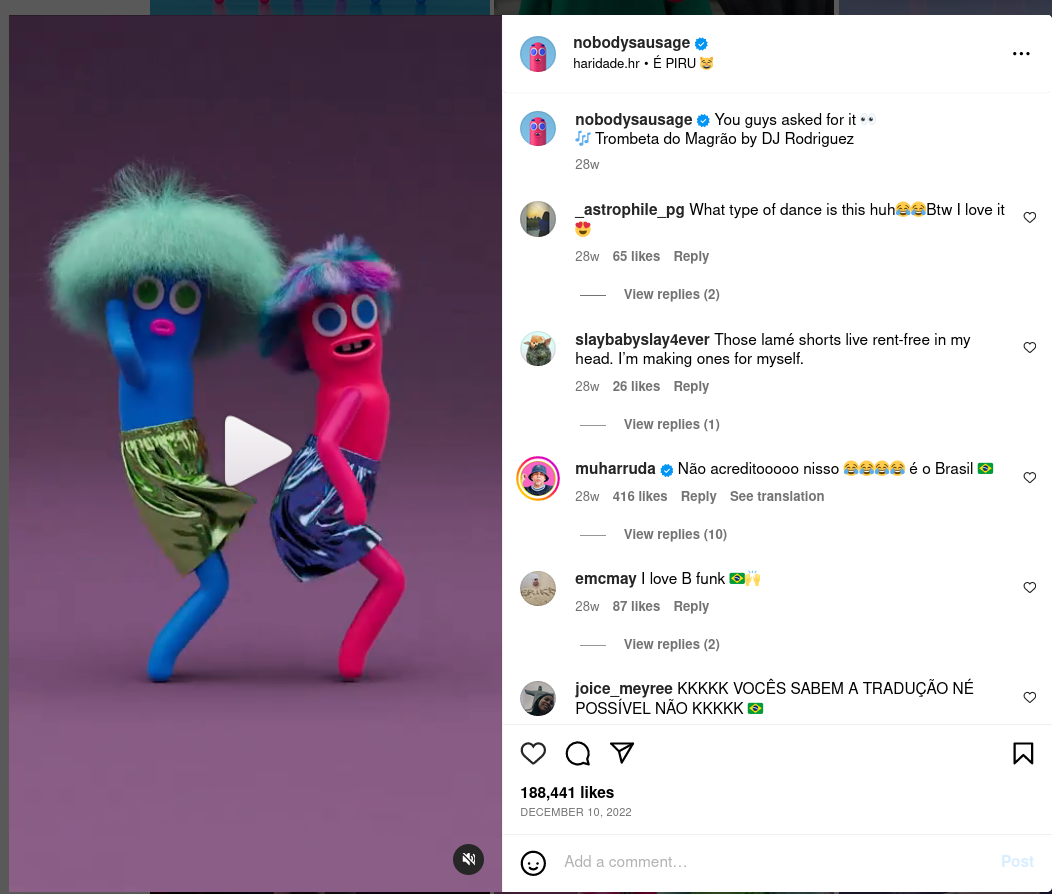 nobodysausage
haridade.hr • É PIRU 😹
nobodysausage You guys asked for it 👀
🎶 Trombeta do Magrão by DJ Rodriguez
28w
_astrophile_pg What type of dance is this huh😂😂Btw I love it
😍
28w 65 likes Reply
View replies (2)
slaybabyslay4ever Those lamé shorts live rent-free in my
head. I'm making ones for myself.
28w 26 likes Reply
View replies (1)
muharruda Não acreditooooo nisso 😂😂😂😂 é o Brasil 🇧🇷
28w 416 likes Reply See translation
View replies (10)
emcmay I love B funk 🇧🇷🙌
28w 87 likes Reply
View replies (2)
joice_meyree KKKKK VOCÊS SABEM A TRADUÇÃO NÉ
POSSÍVEL NÃO KKKKK 🇧🇷
188,441 likes
DECEMBER 10, 2022
Add a comment…
Post